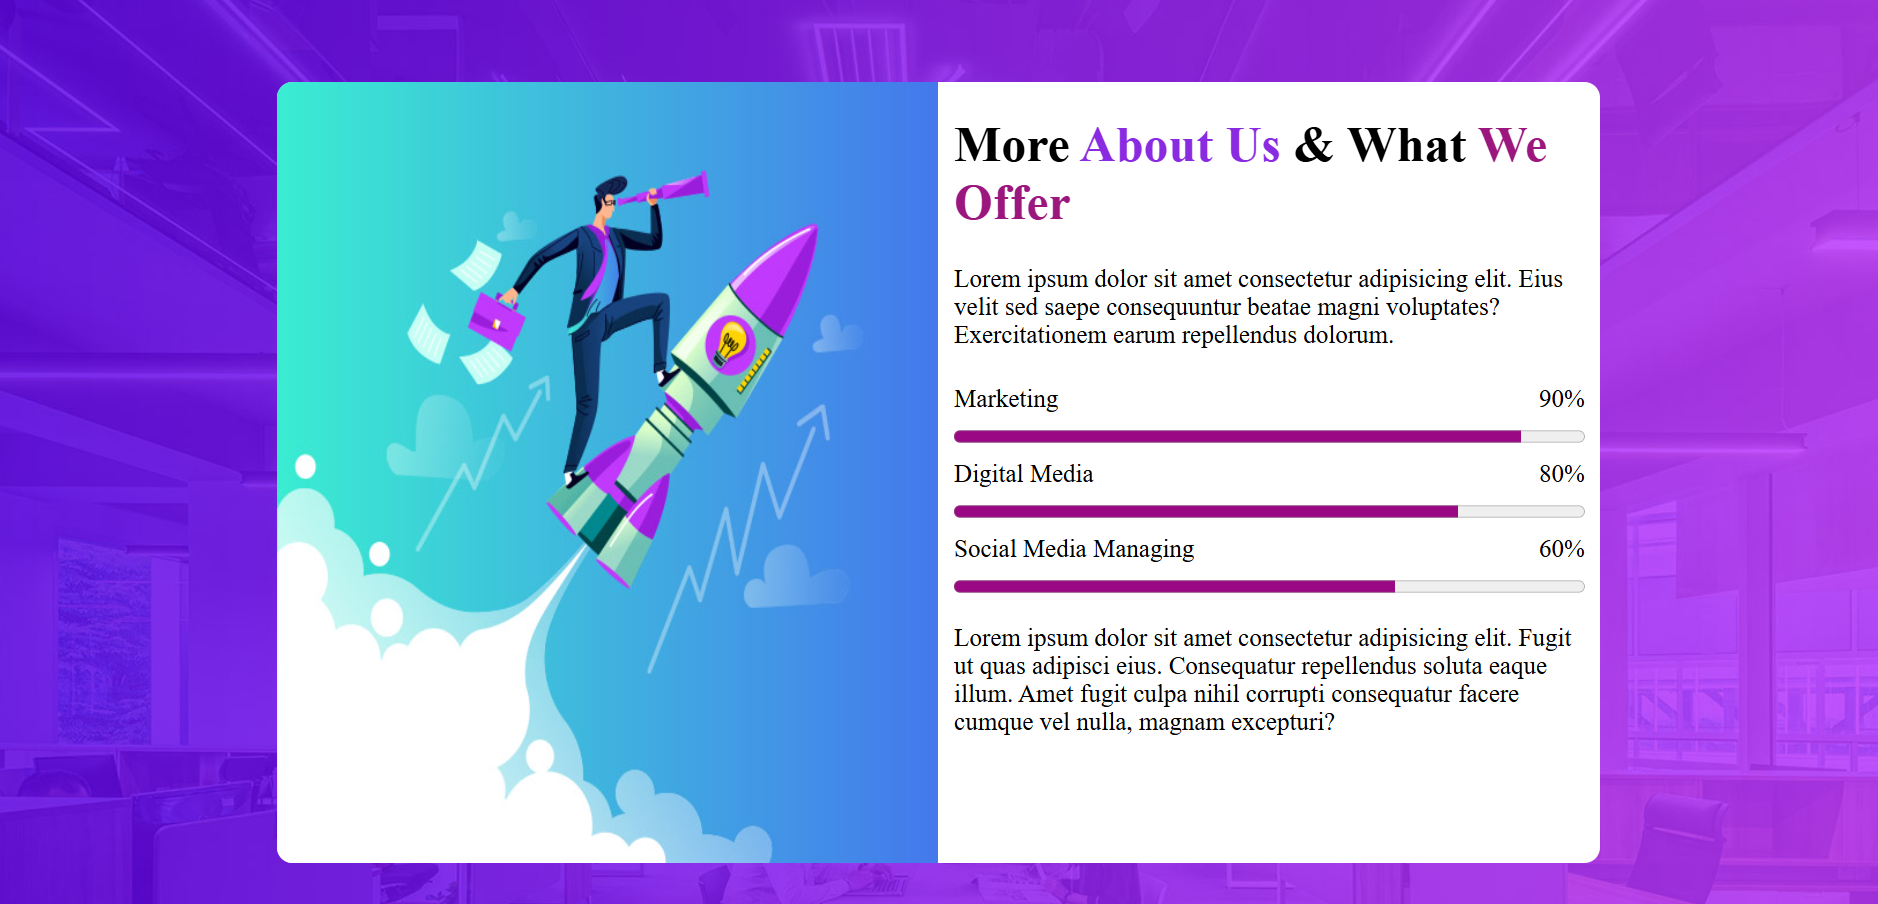 More About Us & What We
Offer
Lorem ipsum dolor sit amet consectetur adipisicing elit. Eius
velit sed saepe consequuntur beatae magni voluptates?
Exercitationem earum repellendus dolorum.
Marketing 90%
Digital Media 80%
Social Media Managing 60%
Lorem ipsum dolor sit amet consectetur adipisicing elit. Fugit
ut quas adipisci eius. Consequatur repellendus soluta eaque
illum. Amet fugit culpa nihil corrupti consequatur facere
cumque vel nulla, magnam excepturi?